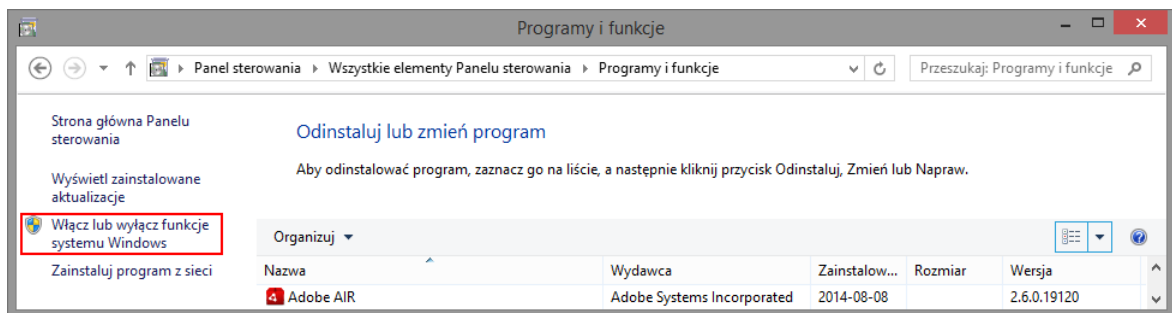 Programy i funkcje
Panel sterowania Wszystkie elementy Panelu sterowania Programy i funkcje Przeszukaj: Programy i funkcje
Strona główna Panelu
sterowania
Wyświetl zainstalowane
aktualizacje
Włącz lub wyłącz funkcje
systemu Windows
Zainstaluj program z sieci
Odinstaluj lub zmień program
Aby odinstalować program, zaznacz go na liście, a następnie kliknij przycisk Odinstaluj, Zmień lub Napraw.
Organizuj
Nazwa Wydawca Zainstalow... Rozmiar Wersja
Adobe AIR Adobe Systems Incorporated 2014-08-08 2.6.0.19120